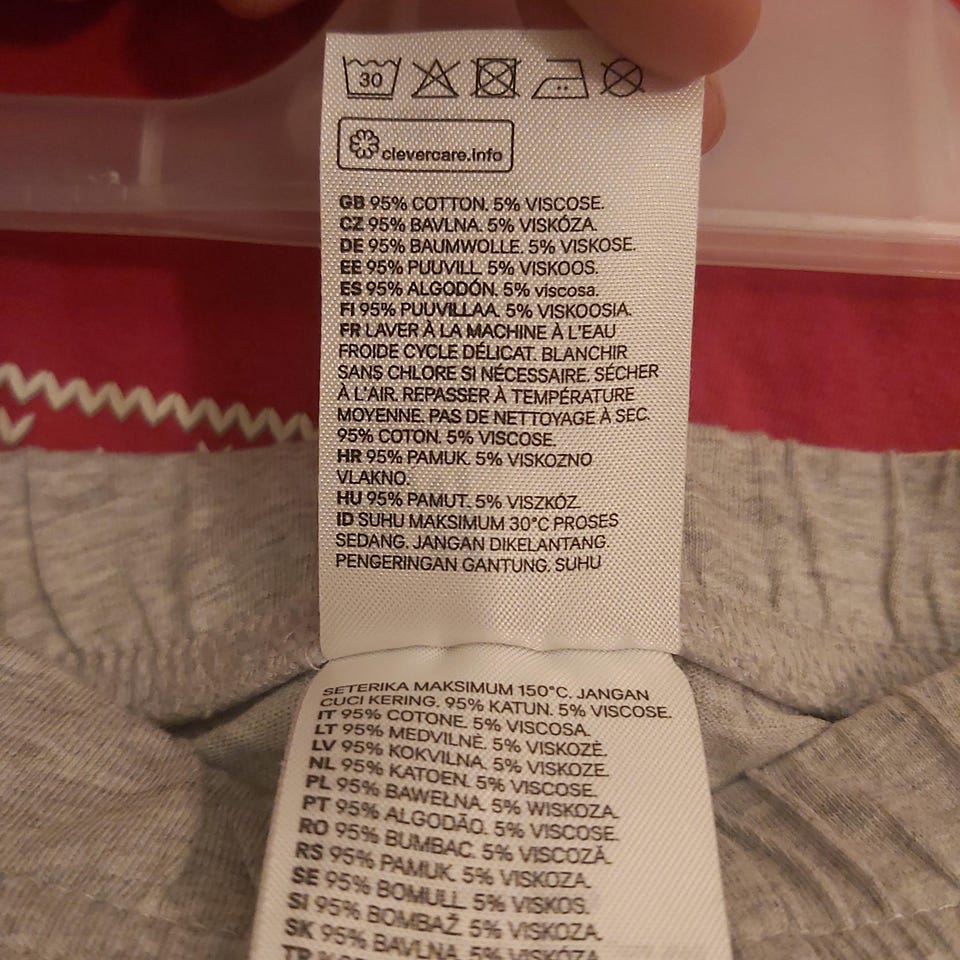 30
clevercare.info
GB 95% COTTON. 5% VISCOSE.
CZ 95% BAVLNA. 5% VISKÓZA.
DE 95% BAUMWOLLE. 5% VISKOSE.
EE 95% PUUVILL. 5% VISKOOS.
ES 95% ALGODÓN. 5% viscosa.
FI 95% PUUVILLAA. 5% VISKOOSIA.
FR LAVER À LA MACHINE À L'EAU
FROIDE CYCLE DÉLICAT. BLANCHIR
SANS CHLORE SI NÉCESSAIRE. SÉCHER
À L'AIR. REPASSER À TEMPÉRATURE
MOYENNE. PAS DE NETTOYAGE À SEC.
95% COTON. 5% VISCOSE.
HR 95% PAMUK. 5% VISKOZNO
VLAKNO.
HU 95% PAMUT. 5% VISZKÓZ.
ID SUHU MAKSIMUM 30°C PROSES
SEDANG. JANGAN DIKELANTANG.
PENGERINGAN GANTUNG. SUHU
SETERIKA MAKSIMUM 150°C. JANGAN
CUCI KERING. 95% KATUN. 5% VISCOSE.
IT 95% COTONE. 5% VISCOSA.
LT 95% MEDVILNĖ. 5% VISKOZĖ.
LV 95% KOKVILNA. 5% VISKOZE.
NL 95% KATOEN. 5% VISCOSE.
PL 95% BAWEŁNA. 5% WISKOZA.
PT 95% ALGODÃO. 5% VISCOSE.
RO 95% BUMBAC. 5% VISCOZĂ.
RS 95% PAMUK. 5% VISKOZA.
SE 95% BOMULL. 5% VISKOS.
SI 95% BOMBAŽ. 5% VISKOZA.
SK 95% BAVLNA. 5% VISKÓZA.
TR